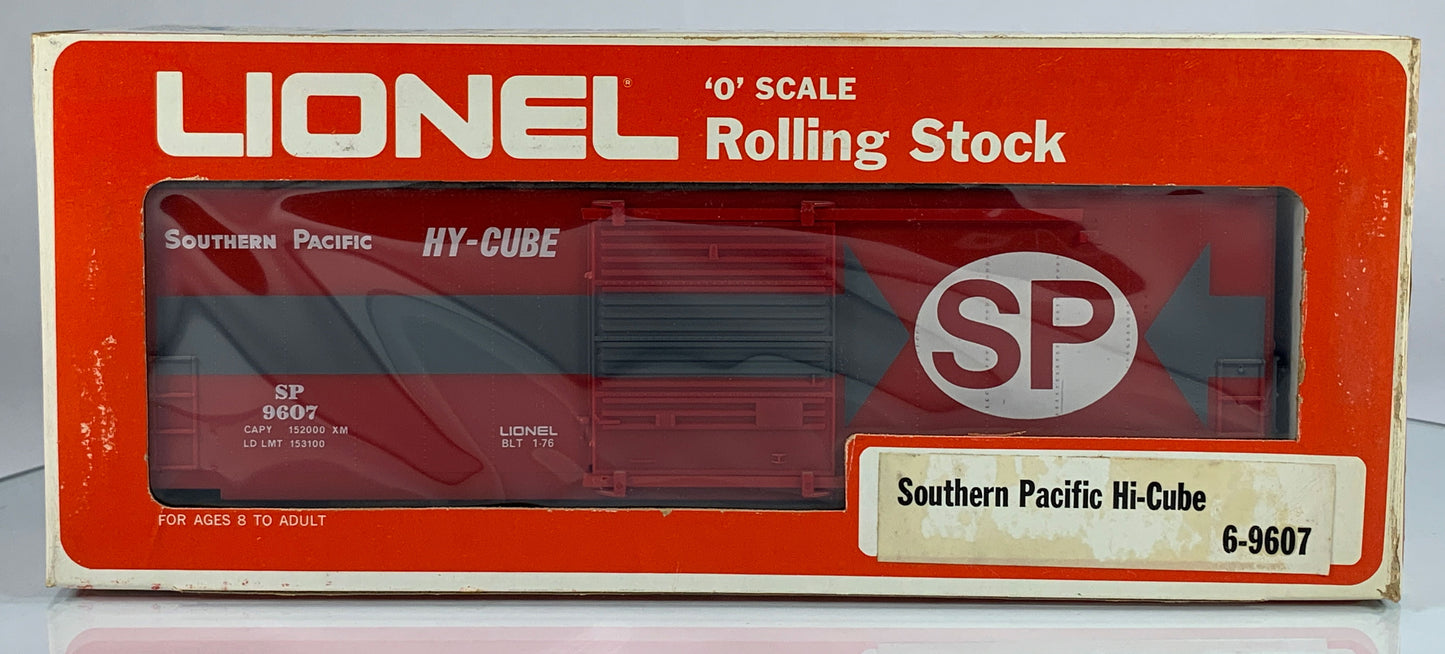 LIONEL®
'O' SCALE
Rolling Stock
SOUTHERN PACIFIC
HY-CUBE
SP
SP
9607
CAPY 152000 XM
LD LMT 153100
LIONEL
BLT 1-76
FOR AGES 8 TO ADULT
Southern Pacific Hi-Cube
6-9607